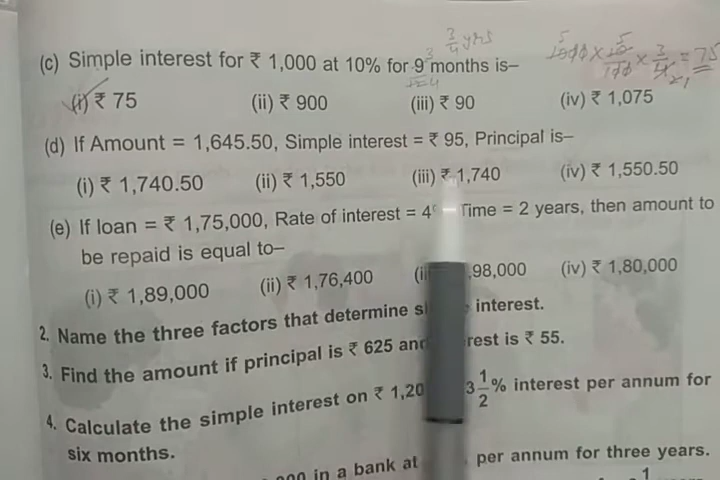 3/4 yrs
(c) Simple interest for ₹ 1,000 at 10% for 9 months is–
(i) ₹ 75 (ii) ₹ 900 (iii) ₹ 90 (iv) ₹ 1,075
(d) If Amount = 1,645.50, Simple interest = ₹ 95, Principal is–
(i) ₹ 1,740.50 (ii) ₹ 1,550 (iii) ₹ 1,740 (iv) ₹ 1,550.50
(e) If loan = ₹ 1,75,000, Rate of interest = 4 Time = 2 years, then amount to
be repaid is equal to–
(i) ₹ 1,89,000 (ii) ₹ 1,76,400 ,98,000 (iv) ₹ 1,80,000
2. Name the three factors that determine interest.
3. Find the amount if principal is ₹ 625 and rest is ₹ 55.
4. Calculate the simple interest on ₹ 1,20 3 1/2 % interest per annum for
six months.
in a bank at per annum for three years.